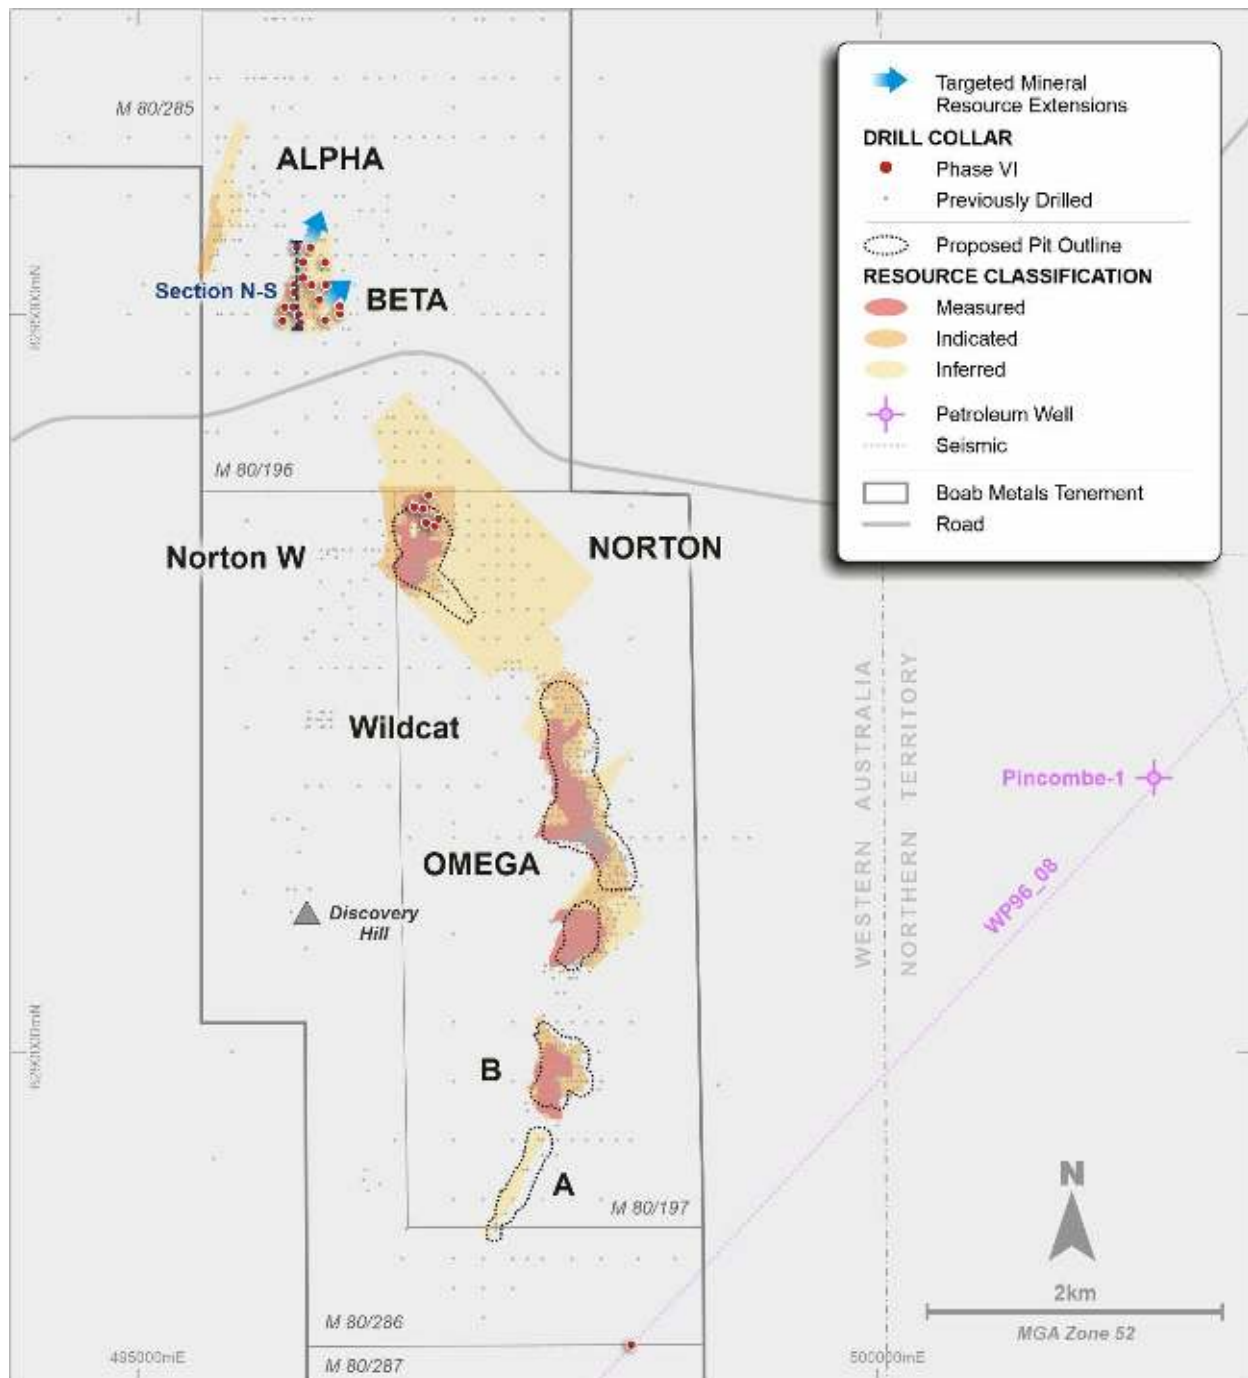 M 80/285
ALPHA
Section N-S
BETA
M 80/196
Norton W
NORTON
Wildcat
OMEGA
Discovery
Hill
B
A
M 80/197
M 80/286
M 80/287
495000mE
500000mE
8295000mN
8290000mN
WESTERN AUSTRALIA
NORTHERN TERRITORY
Pincombe-1
WP96_08
Targeted Mineral
Resource Extensions
DRILL COLLAR
Phase VI
Previously Drilled
Proposed Pit Outline
RESOURCE CLASSIFICATION
Measured
Indicated
Inferred
Petroleum Well
Seismic
Boab Metals Tenement
Road
N
2km
MGA Zone 52